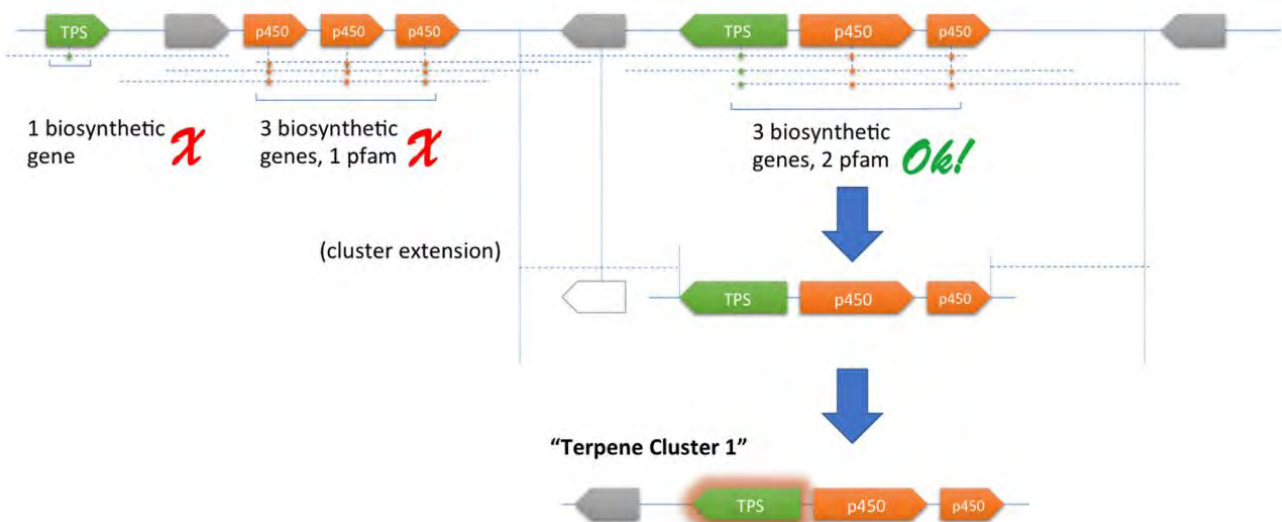 TPS
p450
p450
p450
TPS
p450
p450
1 biosynthetic
gene
X
3 biosynthetic
genes, 1 pfam
X
3 biosynthetic
genes, 2 pfam
Ok!
(cluster extension)
TPS
p450
p450
“Terpene Cluster 1”
TPS
p450
p450